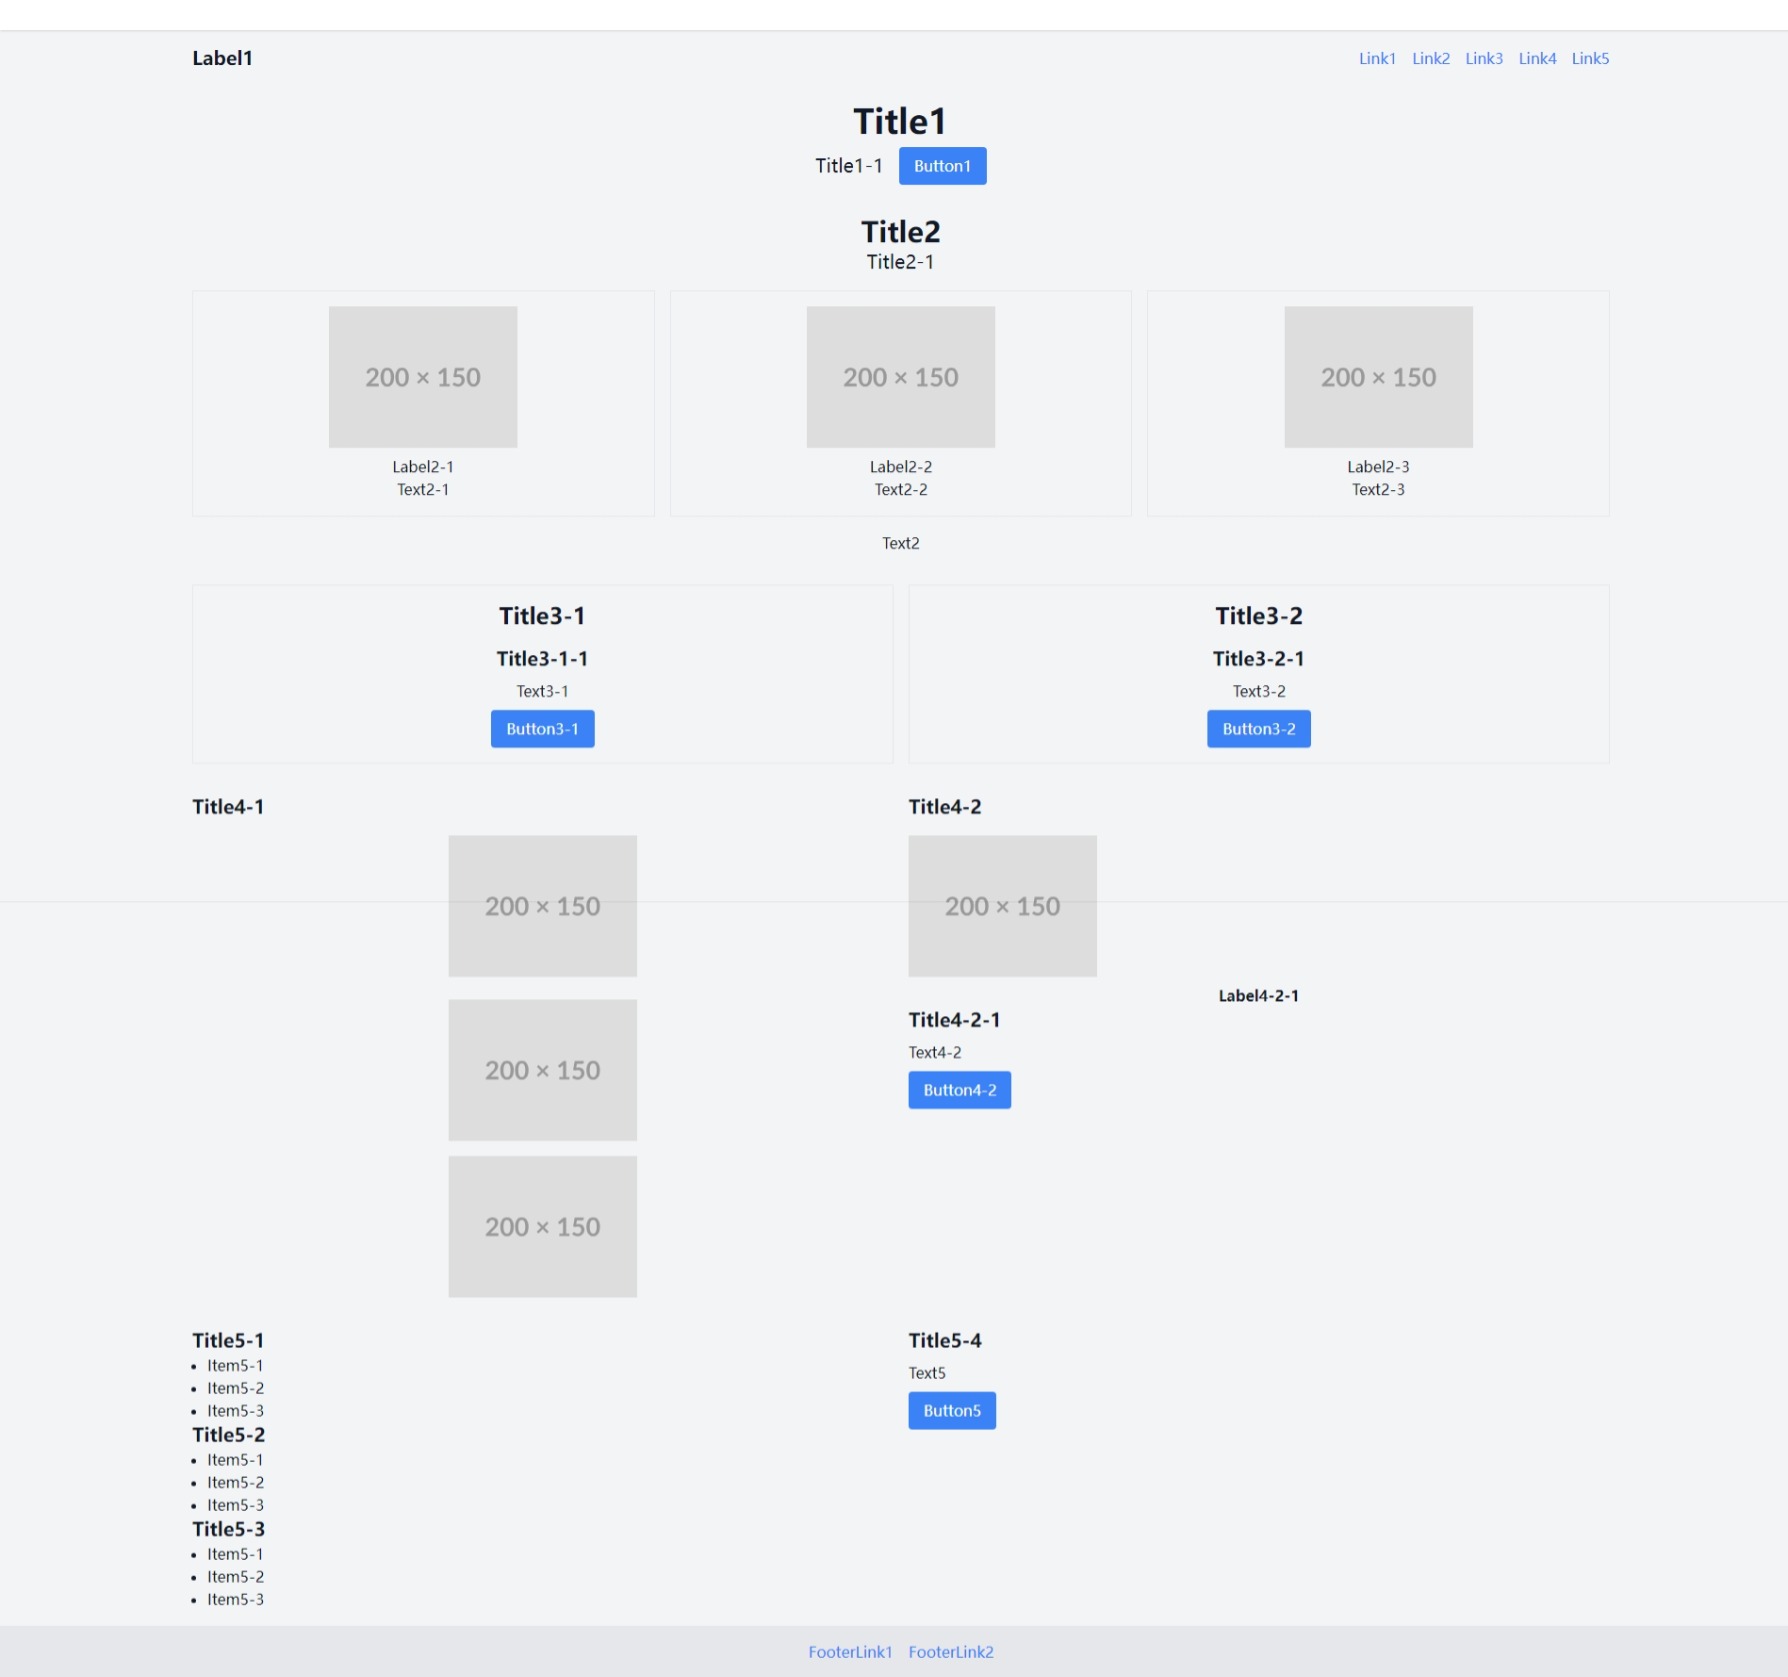 Label1
Link1 Link2 Link3 Link4 Link5
Title1
Title1-1 Button1
Title2
Title2-1
200 × 150
Label2-1
Text2-1
200 × 150
Label2-2
Text2-2
200 × 150
Label2-3
Text2-3
Text2
Title3-1
Title3-1-1
Text3-1
Button3-1
Title3-2
Title3-2-1
Text3-2
Button3-2
Title4-1
200 × 150
200 × 150
200 × 150
Title4-2
200 × 150
Label4-2-1
Title4-2-1
Text4-2
Button4-2
Title5-1
• Item5-1
• Item5-2
• Item5-3
Title5-2
• Item5-1
• Item5-2
• Item5-3
Title5-3
• Item5-1
• Item5-2
• Item5-3
Title5-4
Text5
Button5
FooterLink1 FooterLink2